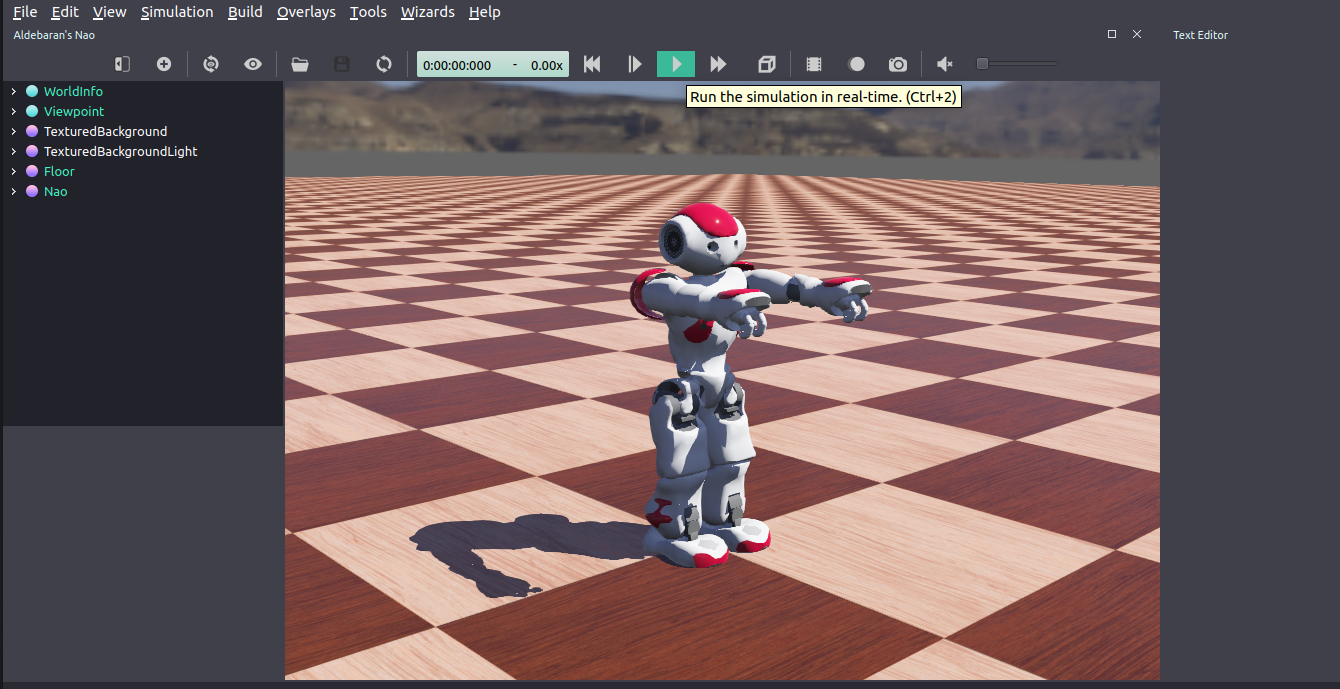 File Edit View Simulation Build Overlays Tools Wizards Help
Aldebaran's Nao
Text Editor
0:00:00:000 - 0.00x
Run the simulation in real-time. (Ctrl+2)
WorldInfo
Viewpoint
TexturedBackground
TexturedBackgroundLight
Floor
Nao